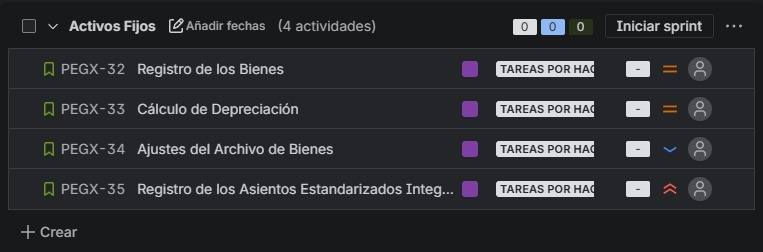 Activos Fijos Añadir fechas (4 actividades) 0 0 0 Iniciar sprint ...
PEGX-32 Registro de los Bienes TAREAS POR HAC -
PEGX-33 Cálculo de Depreciación TAREAS POR HAC -
PEGX-34 Ajustes del Archivo de Bienes TAREAS POR HAC -
PEGX-35 Registro de los Asientos Estandarizados Integ... TAREAS POR HAC -
+ Crear